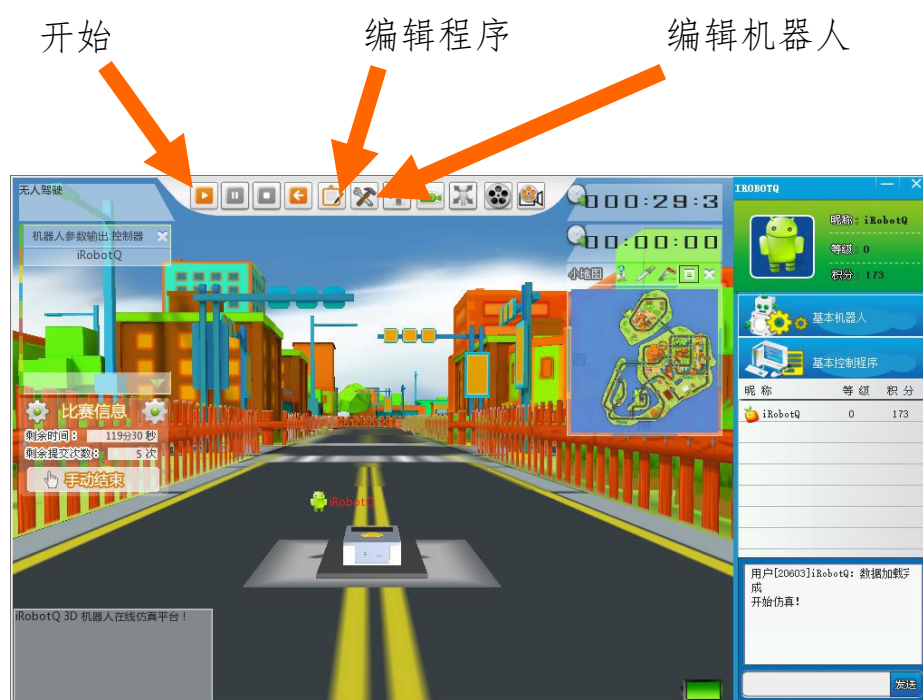 开始
编辑程序
编辑机器人
无人驾驶
机器人参数输出 控制器
iRobotQ
000:29:3
00:00:00
小地图
IROBOTQ
昵称：iRobotQ
等级：0
积分：173
基本机器人
基本控制程序
昵 称 等 级 积 分
iRobotQ 0 173
比赛信息
剩余时间： 119分30 秒
剩余提交次数： 5 次
手动结束
iRobotQ
用户[20603]iRobotQ：数据加载完
成
开始仿真！
iRobotQ 3D 机器人在线仿真平台！
发送